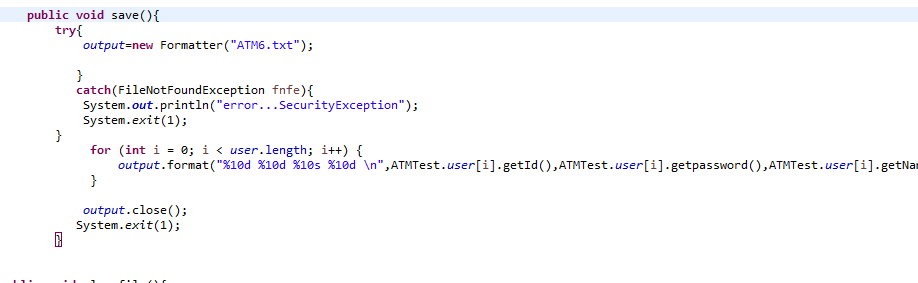 public void save(){
try{
output=new Formatter("ATM6.txt");
}
catch(FileNotFoundException fnfe){
System.out.println("error...SecurityException");
System.exit(1);
}
for (int i = 0; i < user.length; i++) {
output.format("%10d %10d %10s %10d \n",ATMTest.user[i].getId(),ATMTest.user[i].getpassword(),ATMTest.user[i].getNa
}
output.close();
System.exit(1);
}